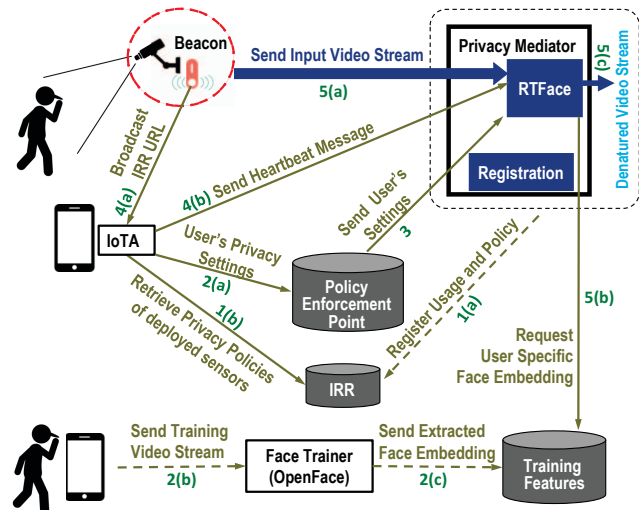 Beacon
Send Input Video Stream
5(a)
Privacy Mediator
RTFace
Registration
5(c)
Denatured Video Stream
Broadcast
IRR URL
4(a)
4(b) Send Heartbeat Message
IoTA
User's Privacy
Settings
2(a)
Send User's
Settings
3
Policy
Enforcement
Point
1(b)
Retrieve Privacy Policies
of deployed sensors
Register Usage and Policy
1(a)
IRR
5(b)
Request
User Specific
Face Embedding
Send Training
Video Stream
2(b)
Face Trainer
(OpenFace)
Send Extracted
Face Embedding
2(c)
Training
Features